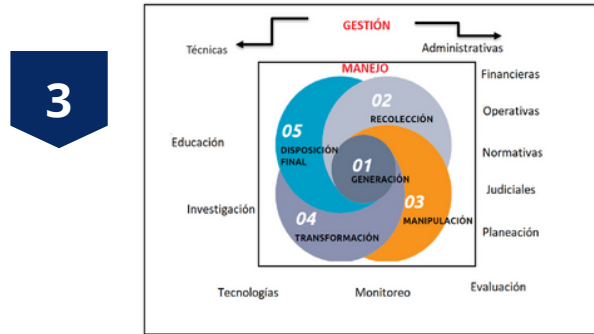 3
GESTIÓN
Técnicas
Administrativas
MANEJO
Financieras
02
RECOLECCIÓN
Operativas
05
DISPOSICIÓN
FINAL
Educación
01
GENERACIÓN
Normativas
Judiciales
Investigación
04
TRANSFORMACIÓN
03
MANIPULACIÓN
Planeación
Tecnologías
Monitoreo
Evaluación